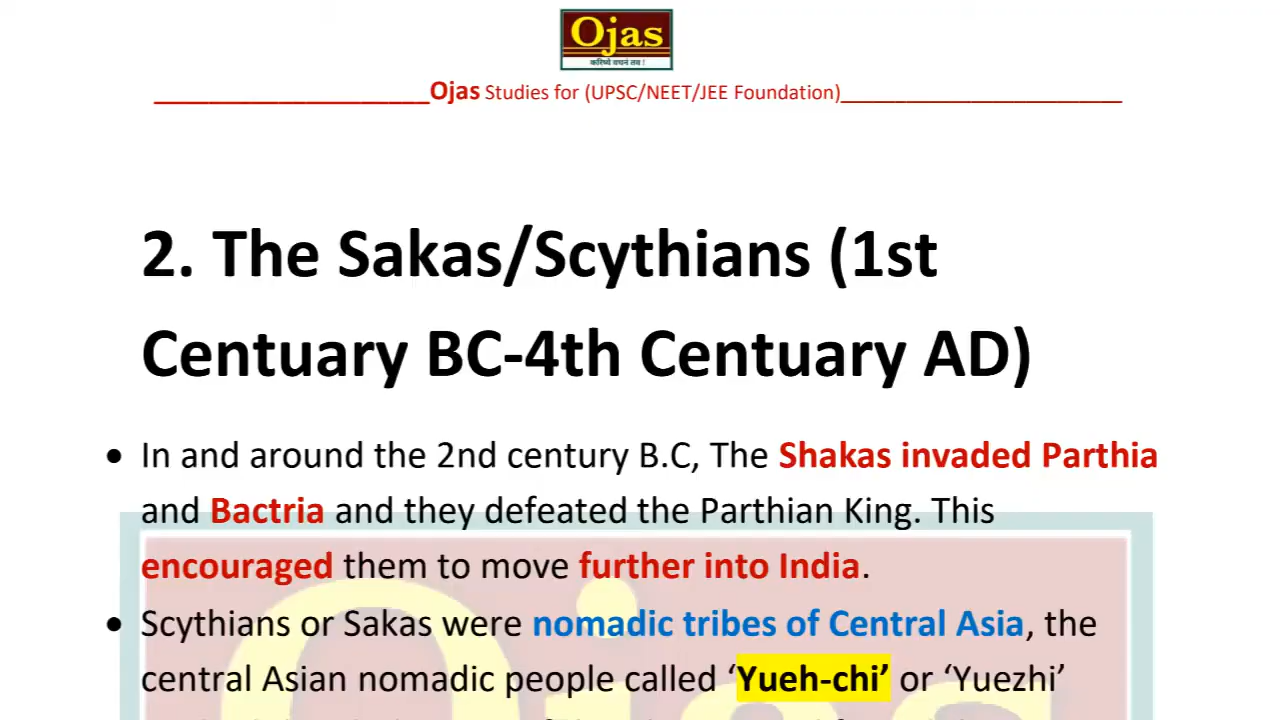 Ojas
करिष्ये वचनं तव !
Ojas Studies for (UPSC/NEET/JEE Foundation)
2. The Sakas/Scythians (1st
Centuary BC-4th Centuary AD)
• In and around the 2nd century B.C, The Shakas invaded Parthia
and Bactria and they defeated the Parthian King. This
encouraged them to move further into India.
• Scythians or Sakas were nomadic tribes of Central Asia, the
central Asian nomadic people called ‘Yueh-chi’ or ‘Yuezhi’